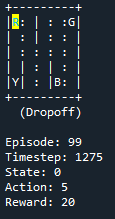 +---------+
|R: | : :G|
| : | : : |
| : : : : |
| | : | : |
|Y| : |B: |
+---------+
(Dropoff)
Episode: 99
Timestep: 1275
State: 0
Action: 5
Reward: 20